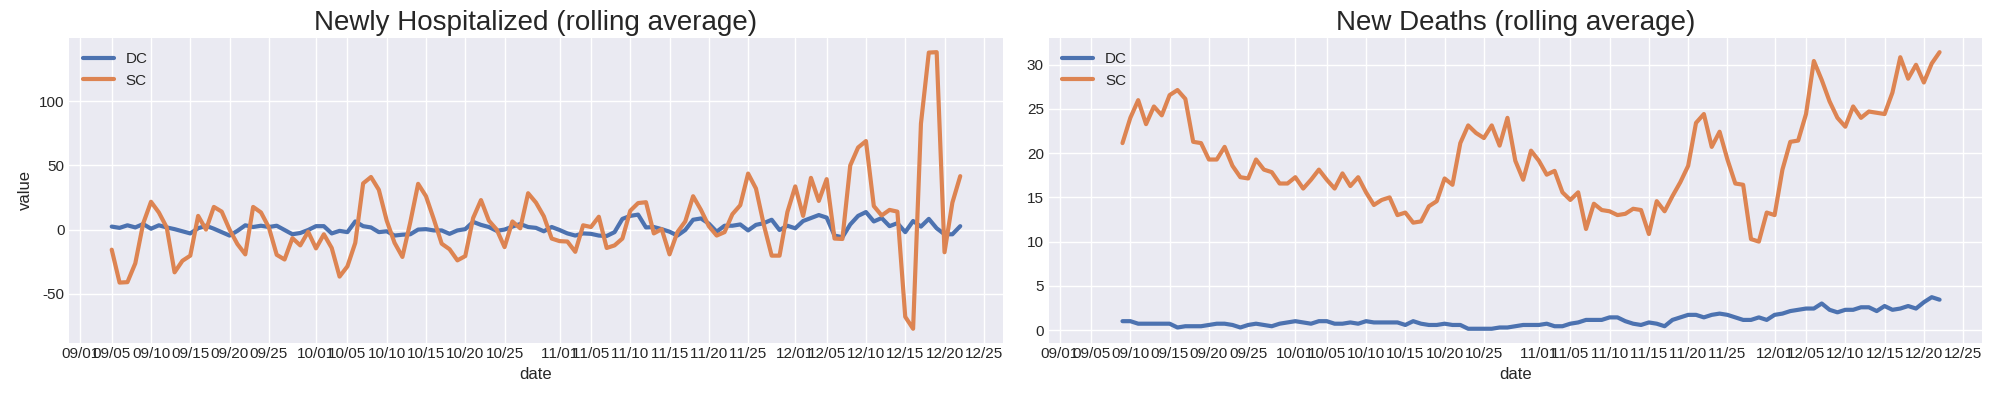 Newly Hospitalized (rolling average)
DC
SC
value
100
50
0
-50
09/01 09/05 09/10 09/15 09/20 09/25 10/01 10/05 10/10 10/15 10/20 10/25 11/01 11/05 11/10 11/15 11/20 11/25 12/01 12/05 12/10 12/15 12/20 12/25
date
New Deaths (rolling average)
DC
SC
30
25
20
15
10
5
0
09/01 09/05 09/10 09/15 09/20 09/25 10/01 10/05 10/10 10/15 10/20 10/25 11/01 11/05 11/10 11/15 11/20 11/25 12/01 12/05 12/10 12/15 12/20 12/25
date